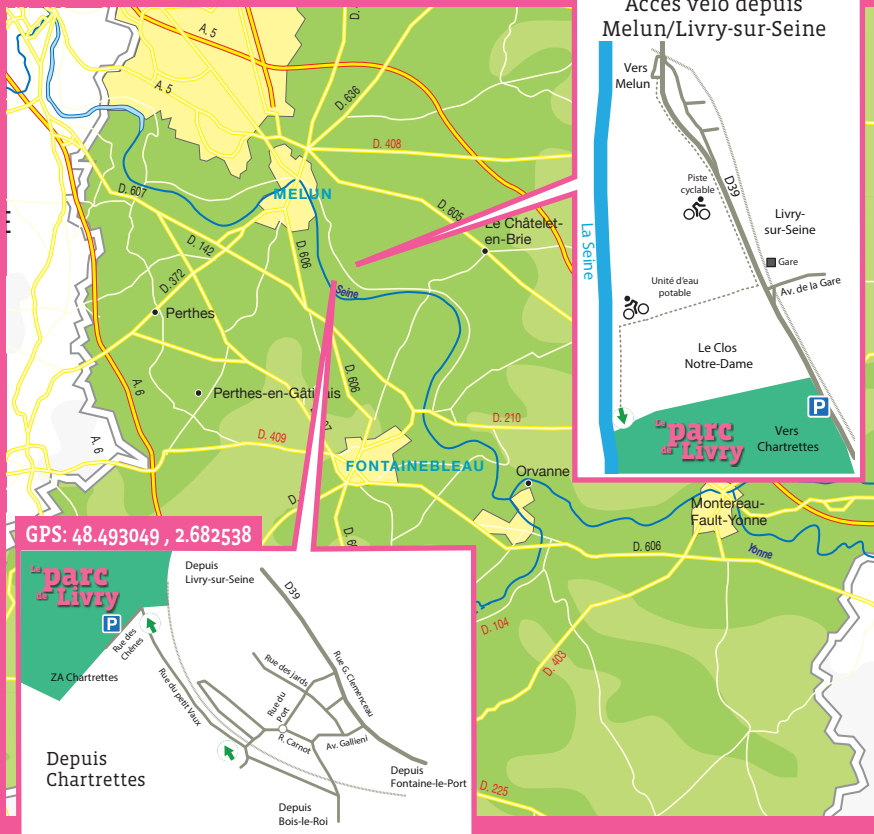 Accès vélo depuis
Melun/Livry-sur-Seine
Vers
Melun
D39
Piste
cyclable
Livry-
sur-Seine
Gare
Av. de la Gare
La Seine
Unité d'eau
potable
Le Clos
Notre-Dame
P
Le parc
de Livry
Vers
Chartrettes
A. 5
D. 636
A. 5
D. 408
D. 607
MELUN
D. 605
Le Châtelet-
en-Brie
D. 142
D. 606
D. 372
Seine
Perthes
D. 606
A. 6
Perthes-en-Gâtinais
D. 210
D. 409
A. 6
FONTAINEBLEAU
Orvanne
Montereau-
Fault-Yonne
D. 606
Yonne
D. 104
D. 403
D. 225
GPS: 48.493049 , 2.682538
Le parc
de Livry
P
Depuis
Livry-sur-Seine
D39
Rue des
Chênes
ZA Chartrettes
Rue du petit Vaux
Rue des jards
Rue G. Clemenceau
Rue du
Port
R. Carnot
Av. Gallieni
Depuis
Chartrettes
Depuis
Fontaine-le-Port
Depuis
Bois-le-Roi